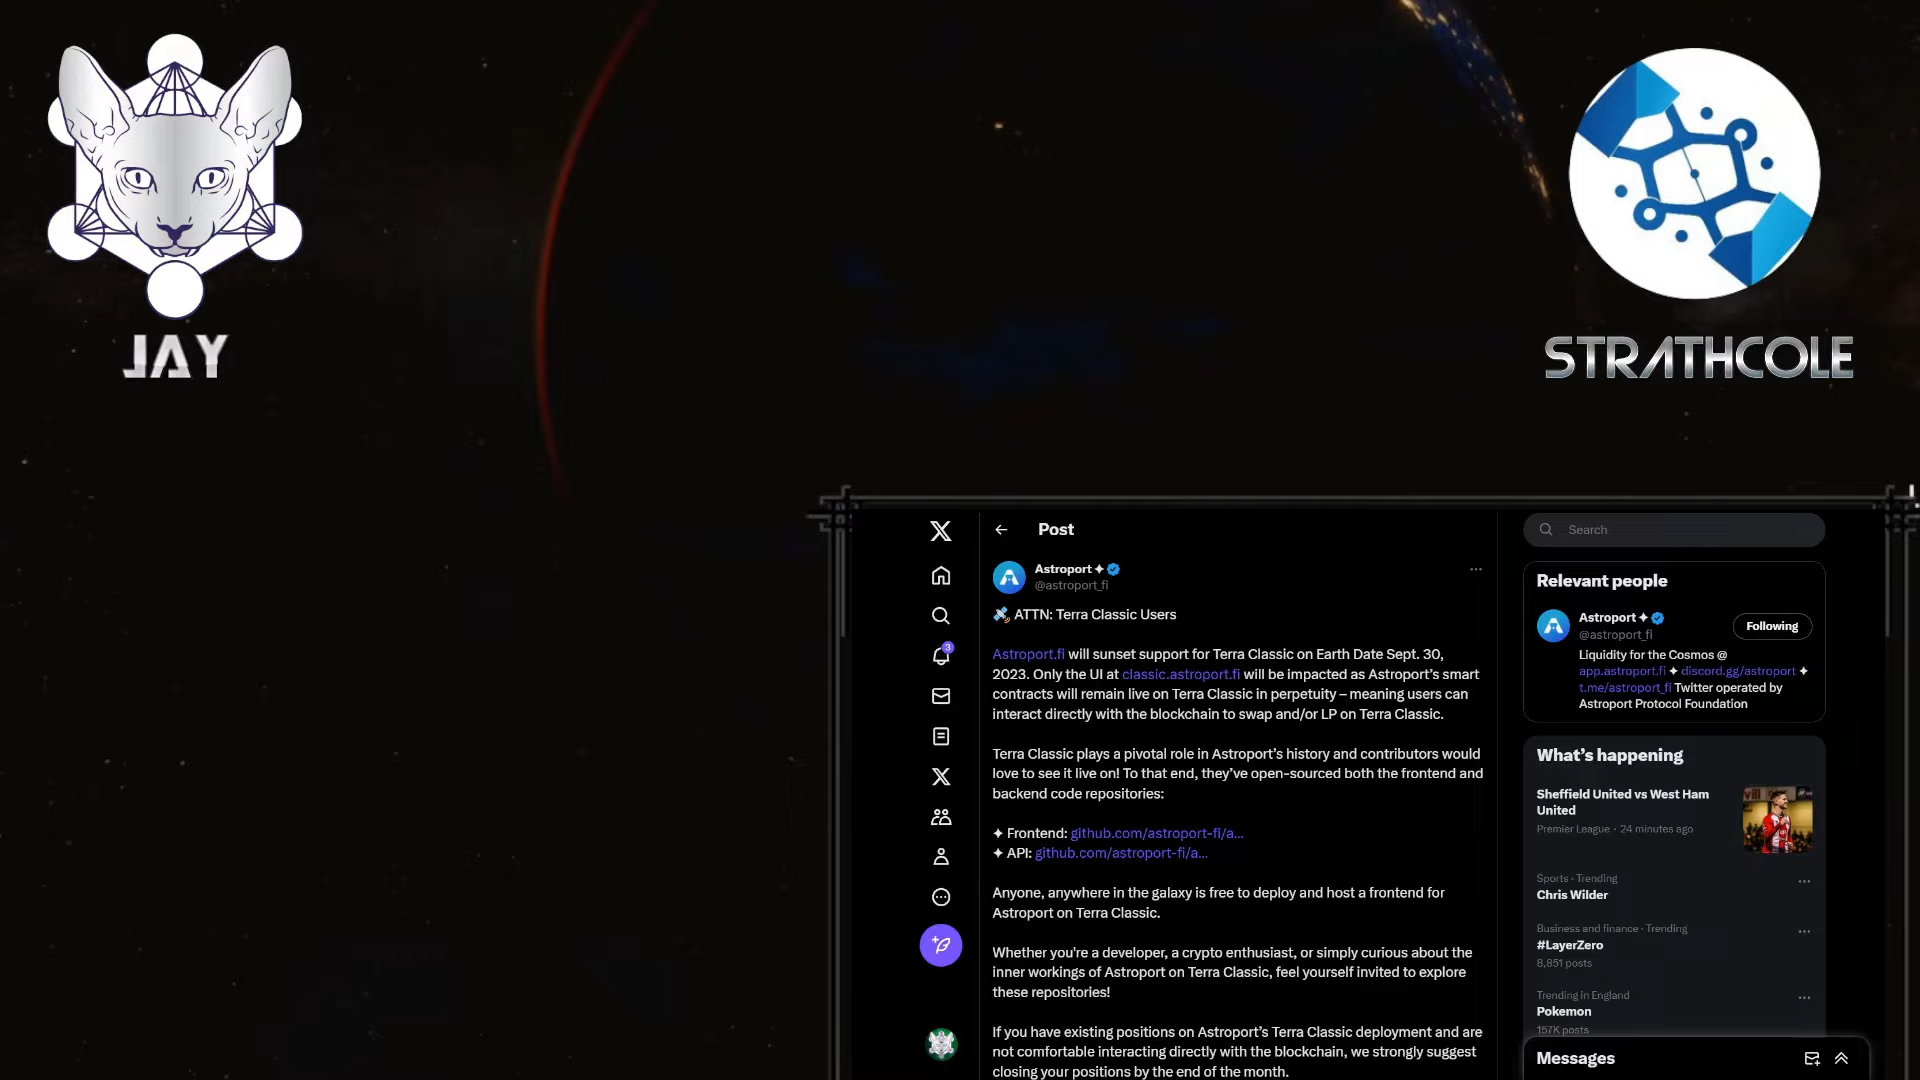 JAY
STRATHCOLE
Post
Astroport
@astroport_fi
ATTN: Terra Classic Users
Astroport.fi will sunset support for Terra Classic on Earth Date Sept. 30,
2023. Only the UI at classic.astroport.fi will be impacted as Astroport’s smart
contracts will remain live on Terra Classic in perpetuity – meaning users can
interact directly with the blockchain to swap and/or LP on Terra Classic.
Terra Classic plays a pivotal role in Astroport’s history and contributors would
love to see it live on! To that end, they’ve open-sourced both the frontend and
backend code repositories:
✦ Frontend: github.com/astroport-fi/a…
✦ API: github.com/astroport-fi/a…
Anyone, anywhere in the galaxy is free to deploy and host a frontend for
Astroport on Terra Classic.
Whether you're a developer, a crypto enthusiast, or simply curious about the
inner workings of Astroport on Terra Classic, feel yourself invited to explore
these repositories!
If you have existing positions on Astroport’s Terra Classic deployment and are
not comfortable interacting directly with the blockchain, we strongly suggest
closing your positions by the end of the month.
3
Search
Relevant people
Astroport ✦
@astroport_fi
Following
Liquidity for the Cosmos @
app.astroport.fi ✦ discord.gg/astroport ✦
t.me/astroport_fi Twitter operated by
Astroport Protocol Foundation
What’s happening
Sheffield United vs West Ham
United
Premier League · 24 minutes ago
Sports · Trending
Chris Wilder
Business and finance · Trending
#LayerZero
8,851 posts
Trending in England
Pokemon
157K posts
Messages